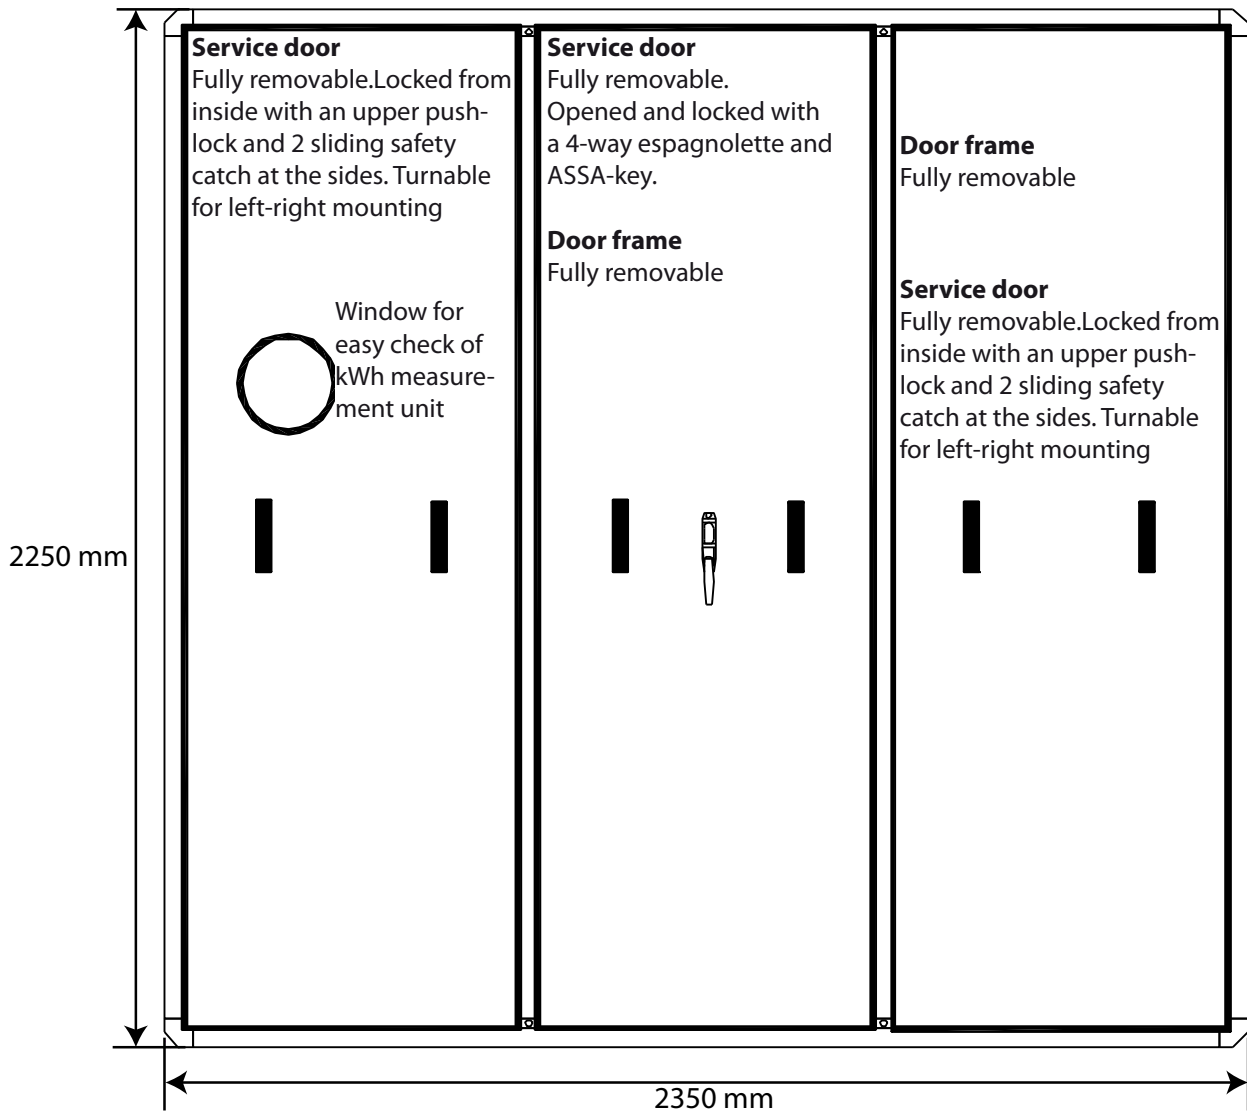 Service door
Fully removable.Locked from
inside with an upper push-
lock and 2 sliding safety
catch at the sides. Turnable
for left-right mounting
Window for
easy check of
kWh measure-
ment unit
Service door
Fully removable.
Opened and locked with
a 4-way espagnolette and
ASSA-key.
Door frame
Fully removable
Door frame
Fully removable
Service door
Fully removable.Locked from
inside with an upper push-
lock and 2 sliding safety
catch at the sides. Turnable
for left-right mounting
2250 mm
2350 mm